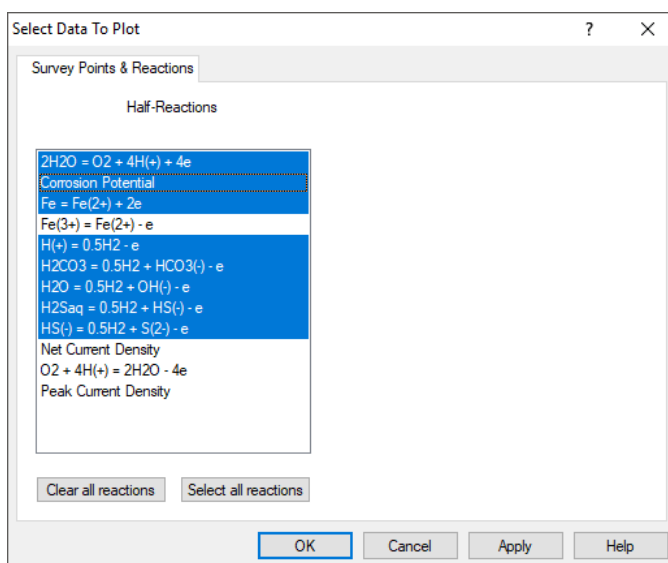 Select Data To Plot
?
Survey Points & Reactions
Half-Reactions
2H2O = O2 + 4H(+) + 4e
Corrosion Potential
Fe = Fe(2+) + 2e
Fe(3+) = Fe(2+) - e
H(+) = 0.5H2 - e
H2CO3 = 0.5H2 + HCO3(-) - e
H2O = 0.5H2 + OH(-) - e
H2Saq = 0.5H2 + HS(-) - e
HS(-) = 0.5H2 + S(2-) - e
Net Current Density
O2 + 4H(+) = 2H2O - 4e
Peak Current Density
Clear all reactions Select all reactions
OK Cancel Apply Help